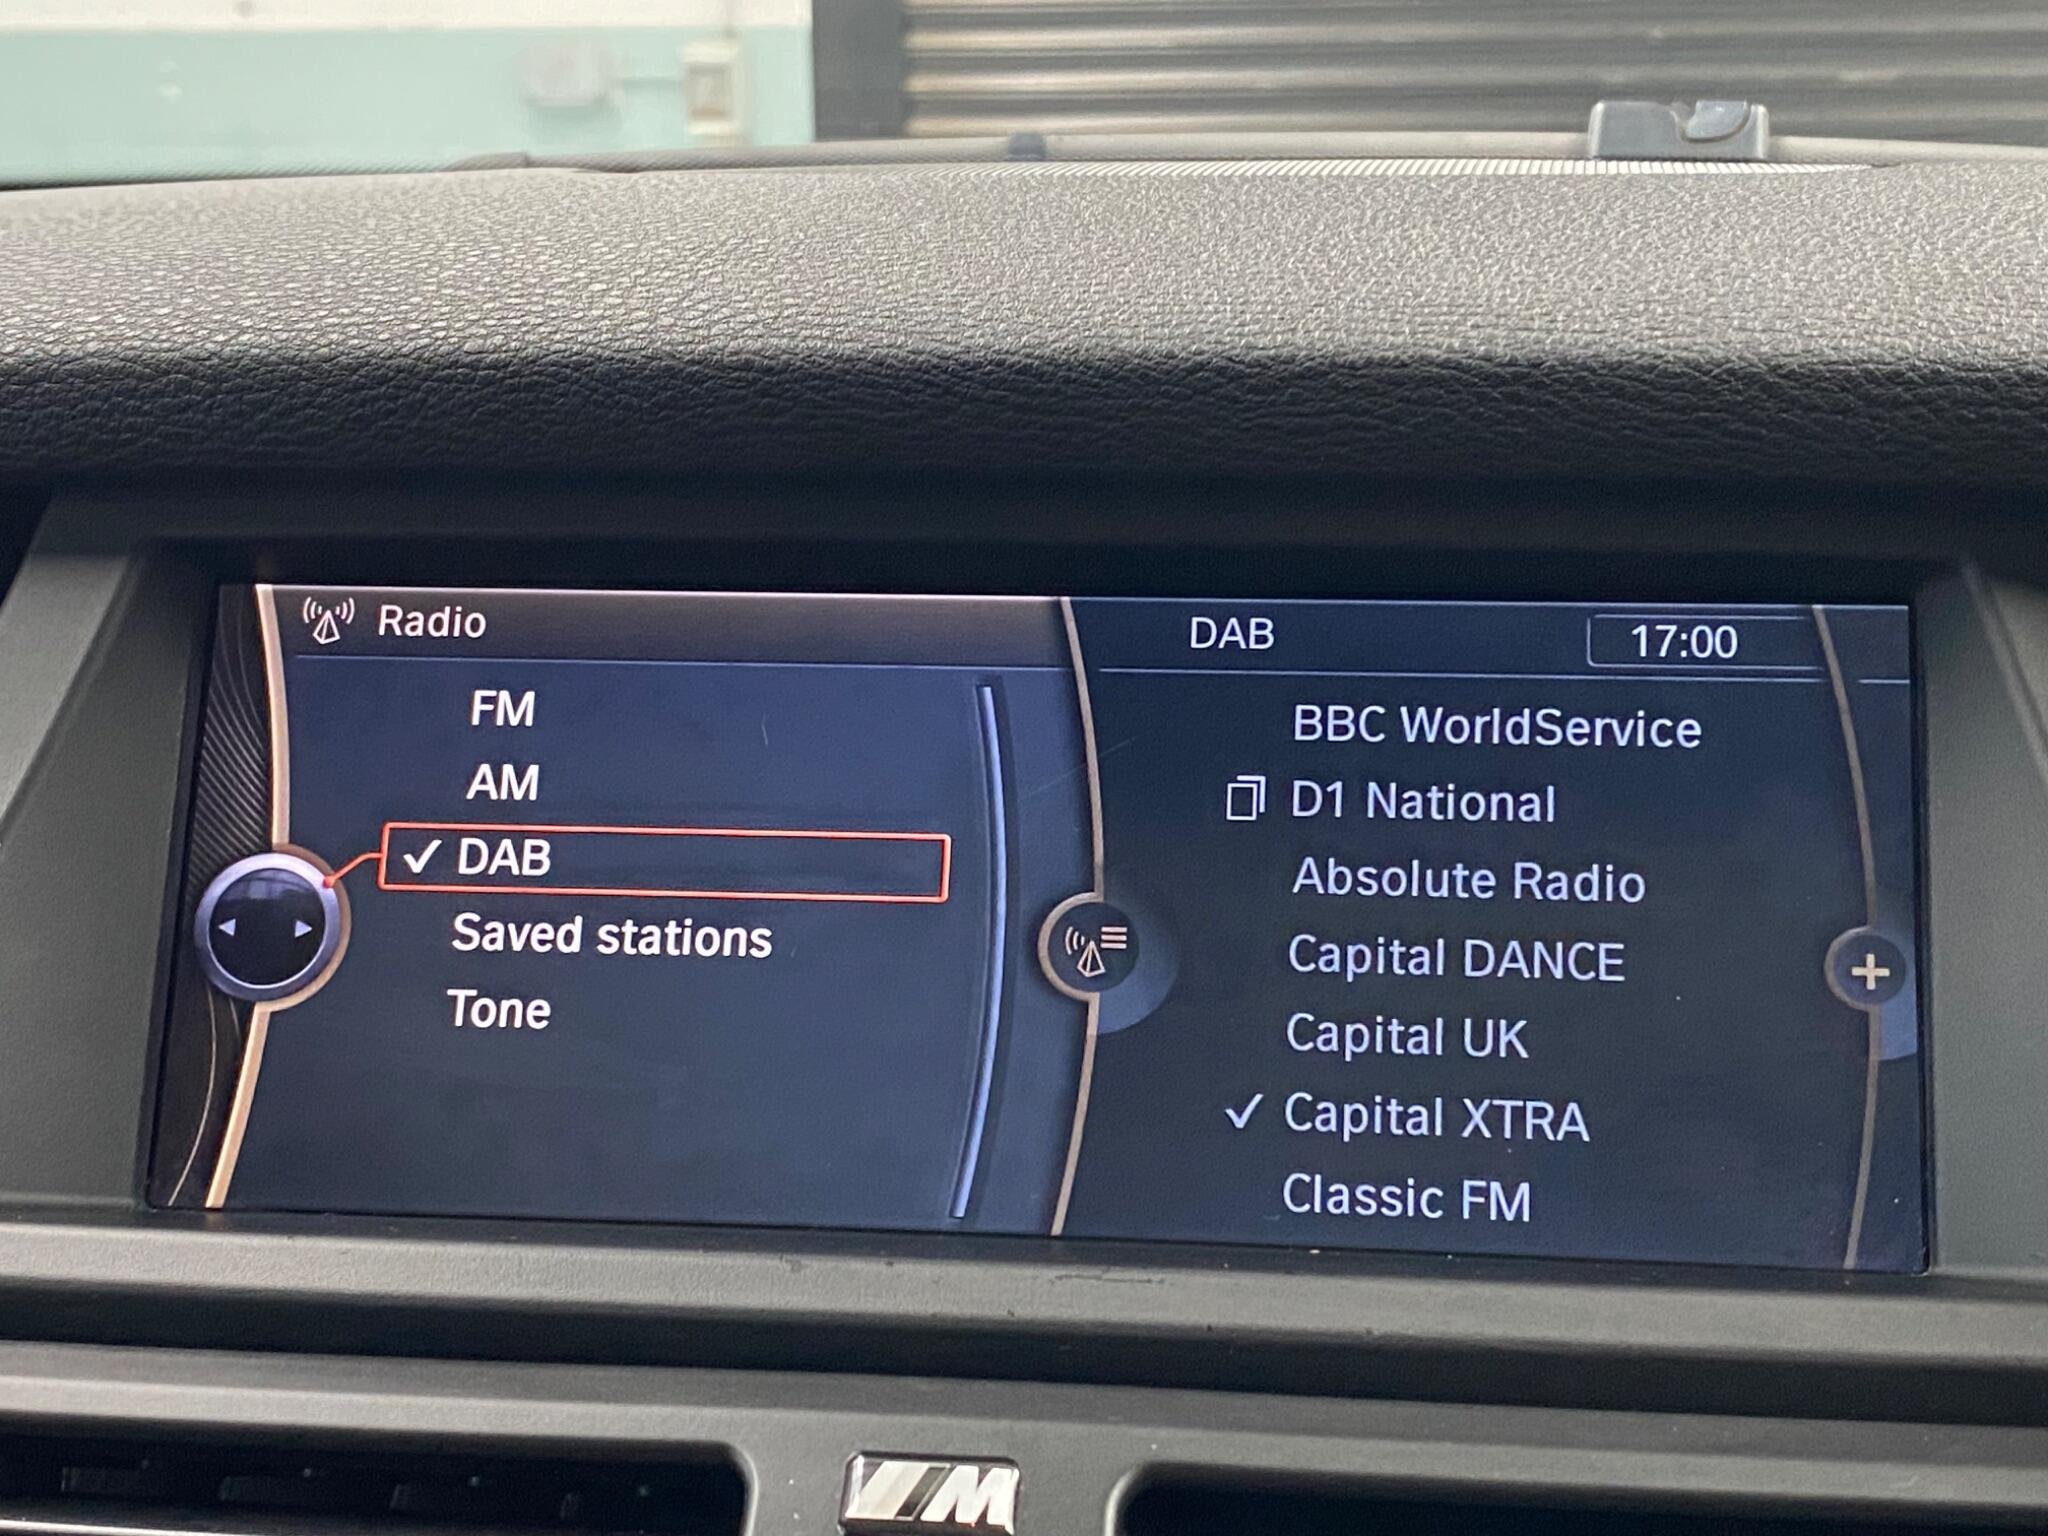 Radio
FM
AM
✓ DAB
Saved stations
Tone
DAB
17:00
BBC WorldService
D1 National
Absolute Radio
Capital DANCE
Capital UK
✓ Capital XTRA
Classic FM
M